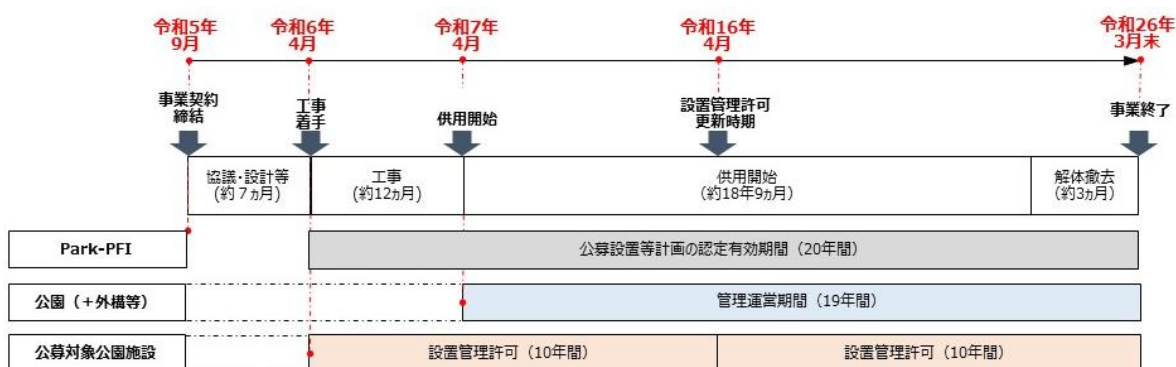 令和5年
9月
令和6年
4月
令和7年
4月
令和16年
4月
令和26年
3月末
事業契約
締結
工事
着手
供用開始
設置管理許可
更新時期
事業終了
協議・設計等
(約7ヵ月)
工事
(約12ヵ月)
供用開始
(約18年9ヵ月)
解体撤去
(約3ヵ月)
Park-PFI
公募設置等計画の認定有効期間（20年間）
公園（＋外構等）
管理運営期間（19年間）
公募対象公園施設
設置管理許可（10年間）
設置管理許可（10年間）